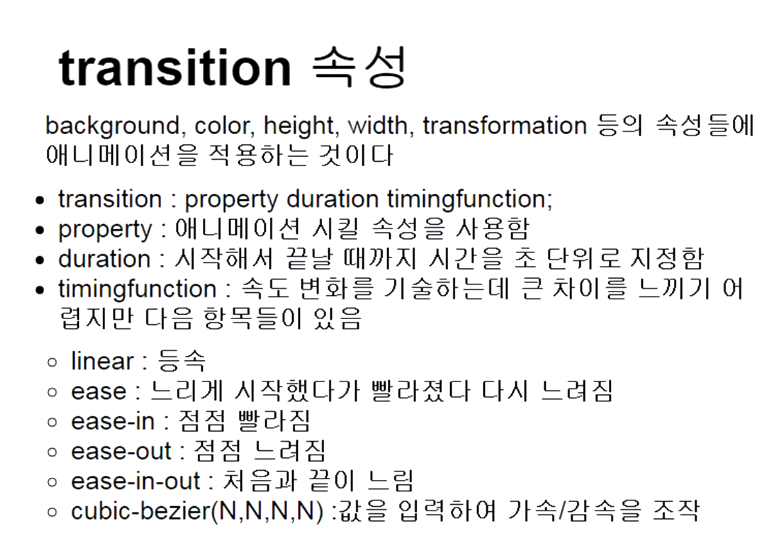 transition 속성
background, color, height, width, transformation 등의 속성들에
애니메이션을 적용하는 것이다
• transition : property duration timingfunction;
• property : 애니메이션 시킬 속성을 사용함
• duration : 시작해서 끝날 때까지 시간을 초 단위로 지정함
• timingfunction : 속도 변화를 기술하는데 큰 차이를 느끼기 어
렵지만 다음 항목들이 있음
◦ linear : 등속
◦ ease : 느리게 시작했다가 빨라졌다 다시 느려짐
◦ ease-in : 점점 빨라짐
◦ ease-out : 점점 느려짐
◦ ease-in-out : 처음과 끝이 느림
◦ cubic-bezier(N,N,N,N) :값을 입력하여 가속/감속을 조작